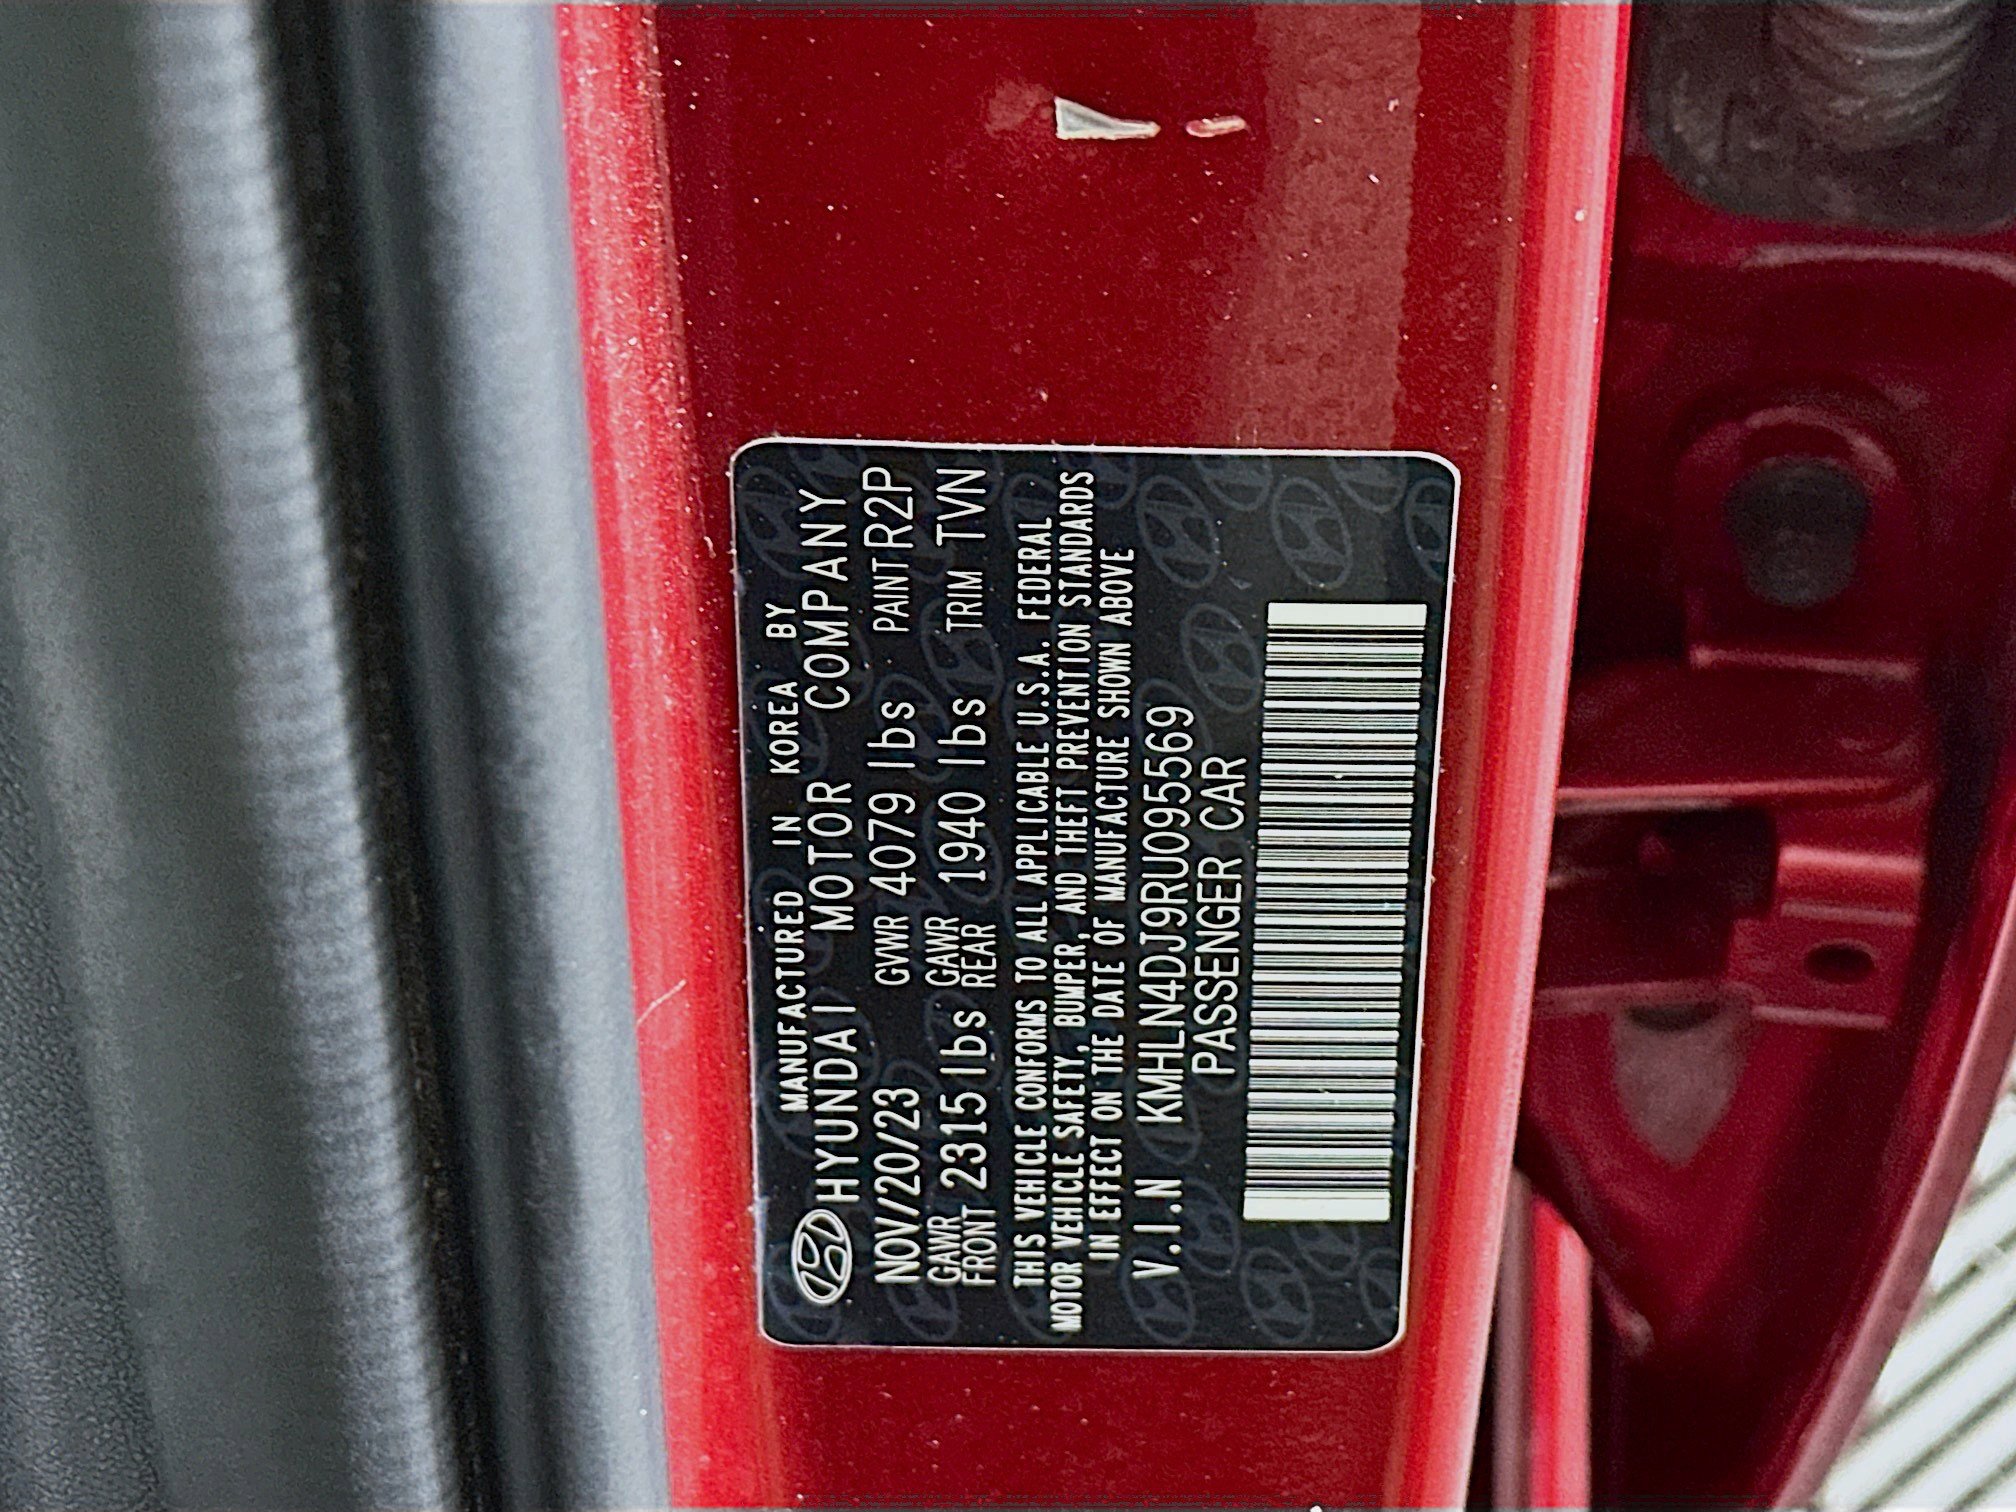 MANUFACTURED IN KOREA BY
HYUNDAI MOTOR COMPANY
NOV/20/23 GVWR 4079 lbs PAINT R2P
GAWR FRONT 2315 lbs GAWR REAR 1940 lbs TRIM TVN
THIS VEHICLE CONFORMS TO ALL APPLICABLE U.S.A. FEDERAL
MOTOR VEHICLE SAFETY, BUMPER, AND THEFT PREVENTION STANDARDS
IN EFFECT ON THE DATE OF MANUFACTURE SHOWN ABOVE
V.I.N KMHLN4DJ9RU095569
PASSENGER CAR